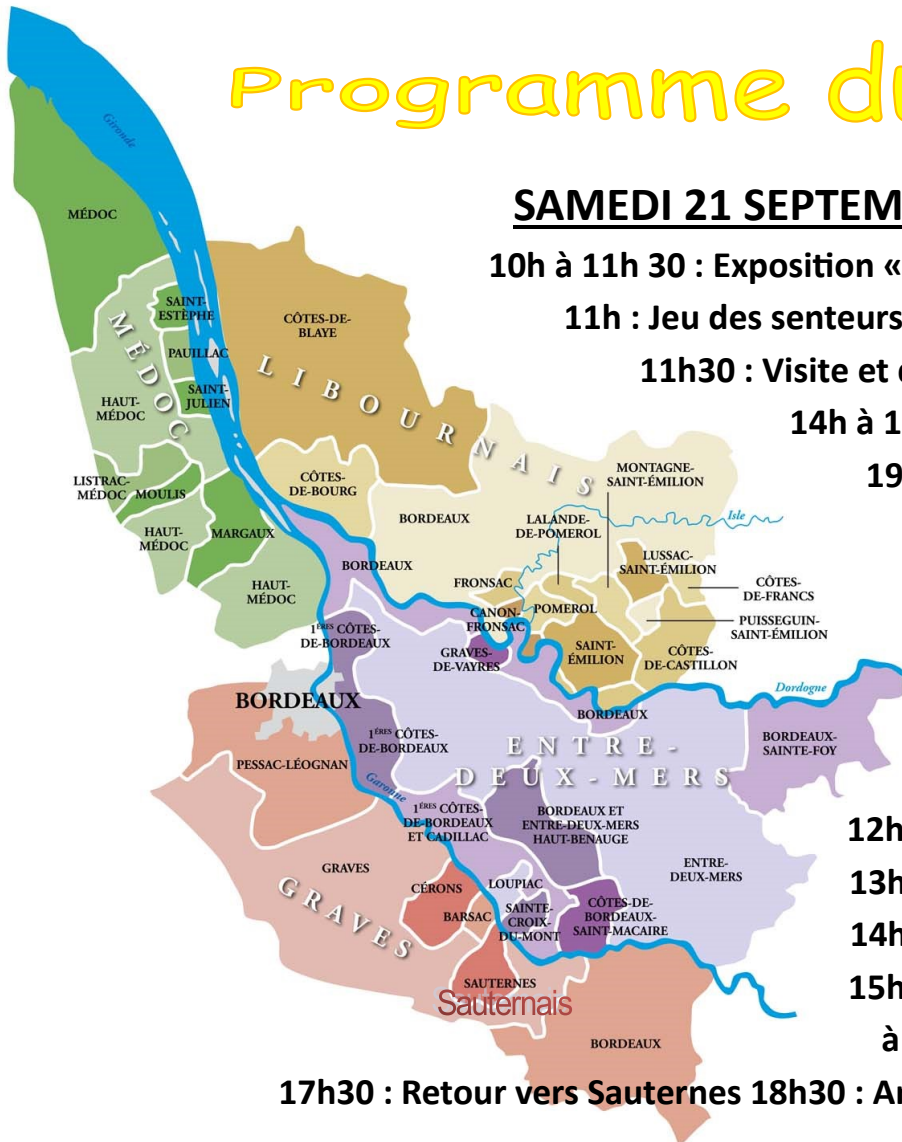 Programme du
SAMEDI 21 SEPTEM
10h à 11h 30 : Exposition «
11h : Jeu des senteurs
11h30 : Visite et
14h à 1
19
Gironde
MÉDOC
SAINT-
ESTÈPHE
PAUILLAC
SAINT-
JULIEN
MÉDOC
HAUT-
MÉDOC
LISTRAC-
MÉDOC
MOULIS
HAUT-
MÉDOC
MARGAUX
HAUT-
MÉDOC
CÔTES-DE-
BLAYE
LIBOURNAIS
CÔTES-
DE-BOURG
BORDEAUX
MONTAGNE-
SAINT-ÉMILION
LALANDE-
DE-POMEROL
Isle
LUSSAC-
SAINT-ÉMILION
CÔTES-
DE-FRANCS
PUISSEGUIN-
SAINT-ÉMILION
FRONSAC
POMEROL
CANON-
FRONSAC
SAINT-
ÉMILION
CÔTES-
DE-CASTILLON
BORDEAUX
1ÈRES CÔTES-
DE-BORDEAUX
GRAVES-
DE-VAYRES
Dordogne
BORDEAUX
BORDEAUX
BORDEAUX-
SAINTE-FOY
1ÈRES CÔTES-
DE-BORDEAUX
ENTRE-
DEUX-MERS
PESSAC-LÉOGNAN
Garonne
1ÈRES CÔTES-
DE-BORDEAUX
ET CADILLAC
BORDEAUX ET
ENTRE-DEUX-MERS
HAUT-BENAUGE
ENTRE-
DEUX-MERS
GRAVES
GRAVES
CÉRONS
BARSAC
LOUPIAC
SAINTE-
CROIX-
DU-MONT
CÔTES-DE-
BORDEAUX-
SAINT-MACAIRE
SAUTERNES
Sauternais
BORDEAUX
12h
13h
14h
15h
à
17h30 : Retour vers Sauternes 18h30 : Ar